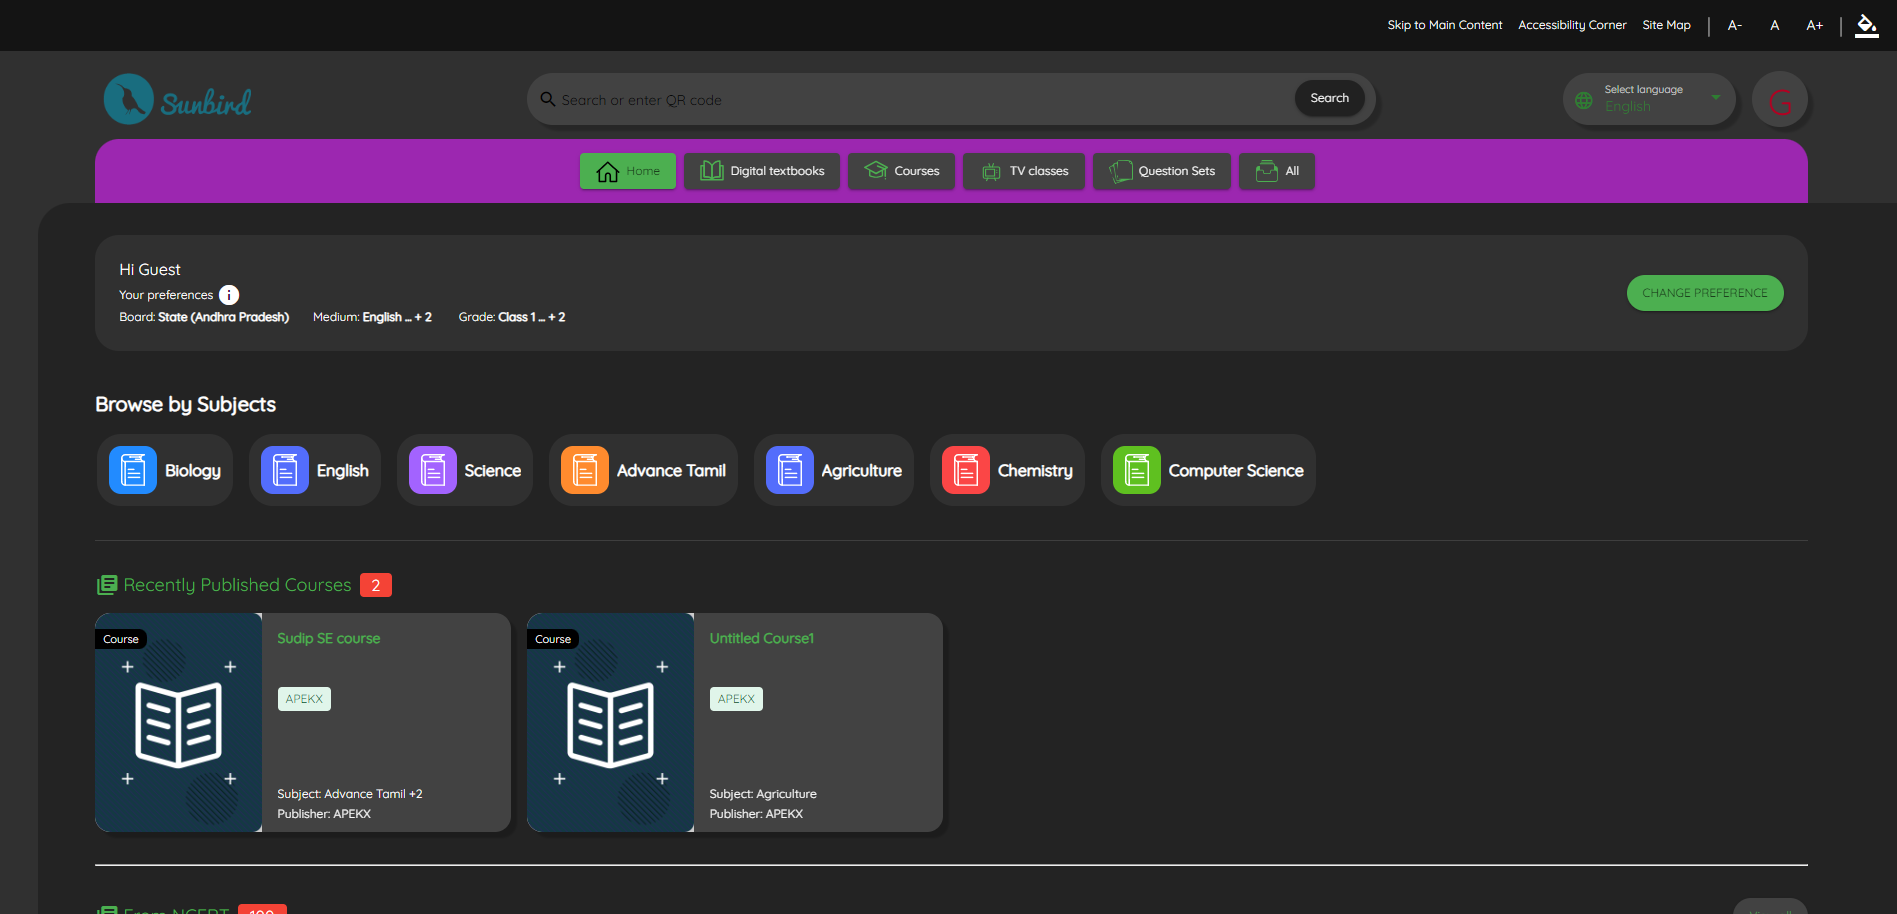 Skip to Main Content Accessibility Corner Site Map A- A A+
Sunbird
Search or enter QR code
Search
Select language
English
G
Home Digital textbooks Courses TV classes Question Sets All
Hi Guest
Your preferences i
Board: State (Andhra Pradesh) Medium: English ... + 2 Grade: Class 1 ... + 2
CHANGE PREFERENCE
Browse by Subjects
Biology English Science Advance Tamil Agriculture Chemistry Computer Science
Recently Published Courses 2
Course
Sudip SE course
APEKX
Subject: Advance Tamil +2
Publisher: APEKX
Course
Untitled Course1
APEKX
Subject: Agriculture
Publisher: APEKX
From NCERT